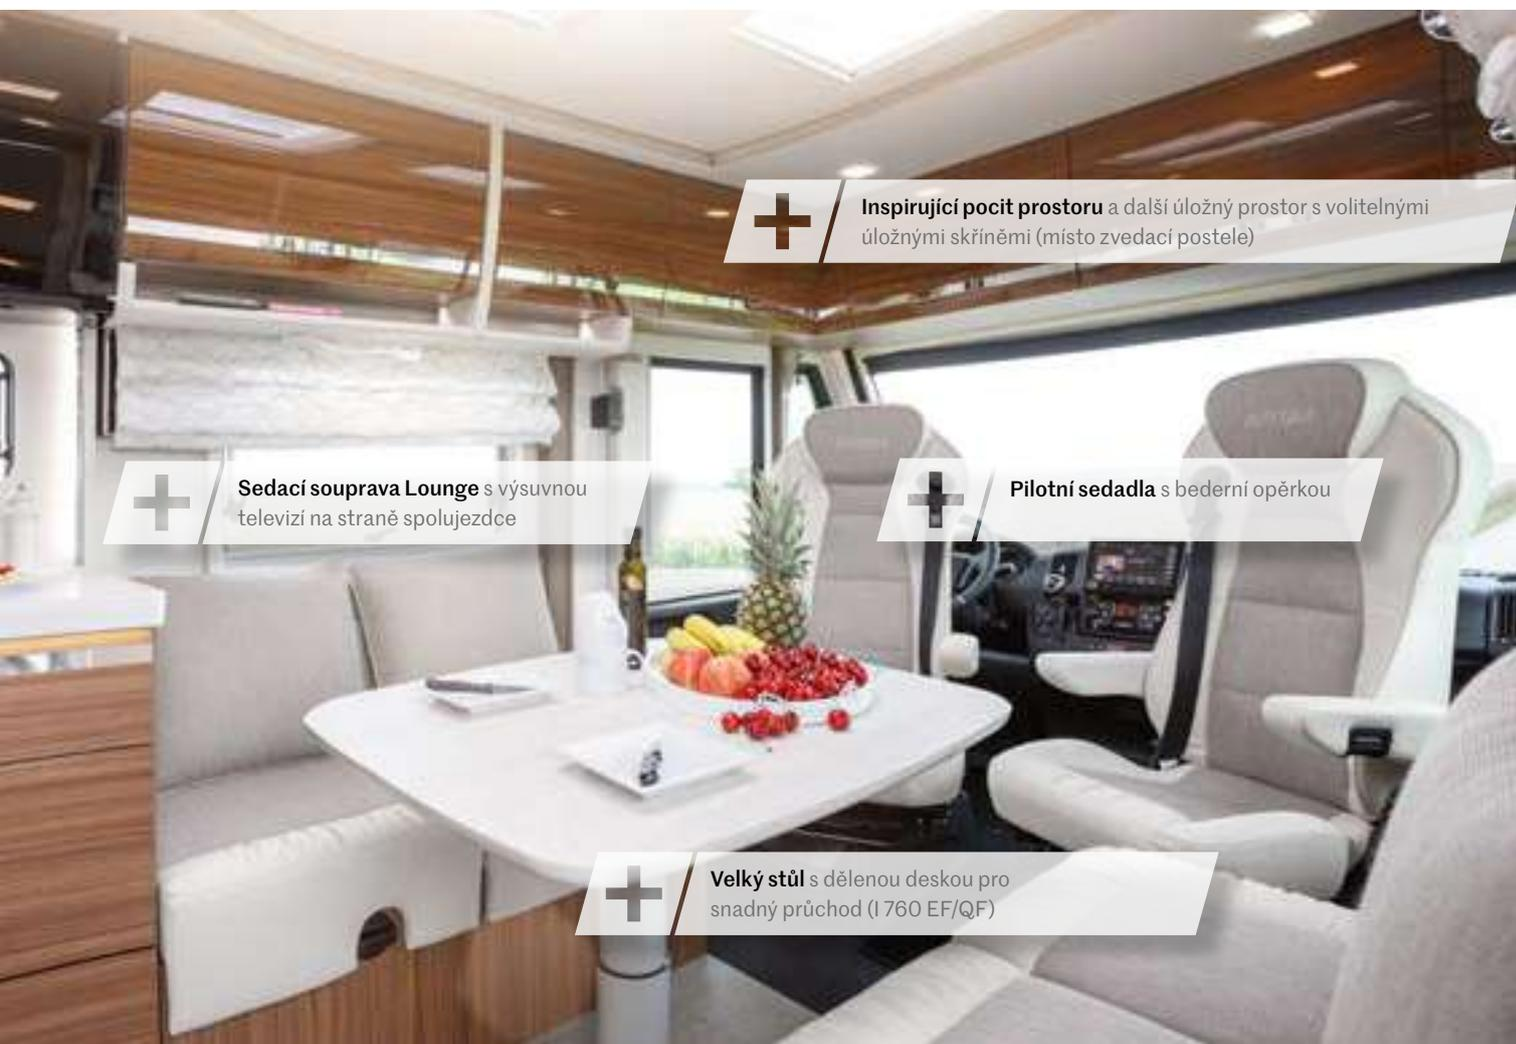 Inspirující pocit prostoru a další úložný prostor s volitelnými
úložnými skříněmi (místo zvedací postele)
Sedací souprava Lounge s výsuvnou
televizí na straně spolujezdce
Pilotní sedadla s bederní opěrkou
Velký stůl s dělenou deskou pro
snadný průchod (I 760 EF/QF)